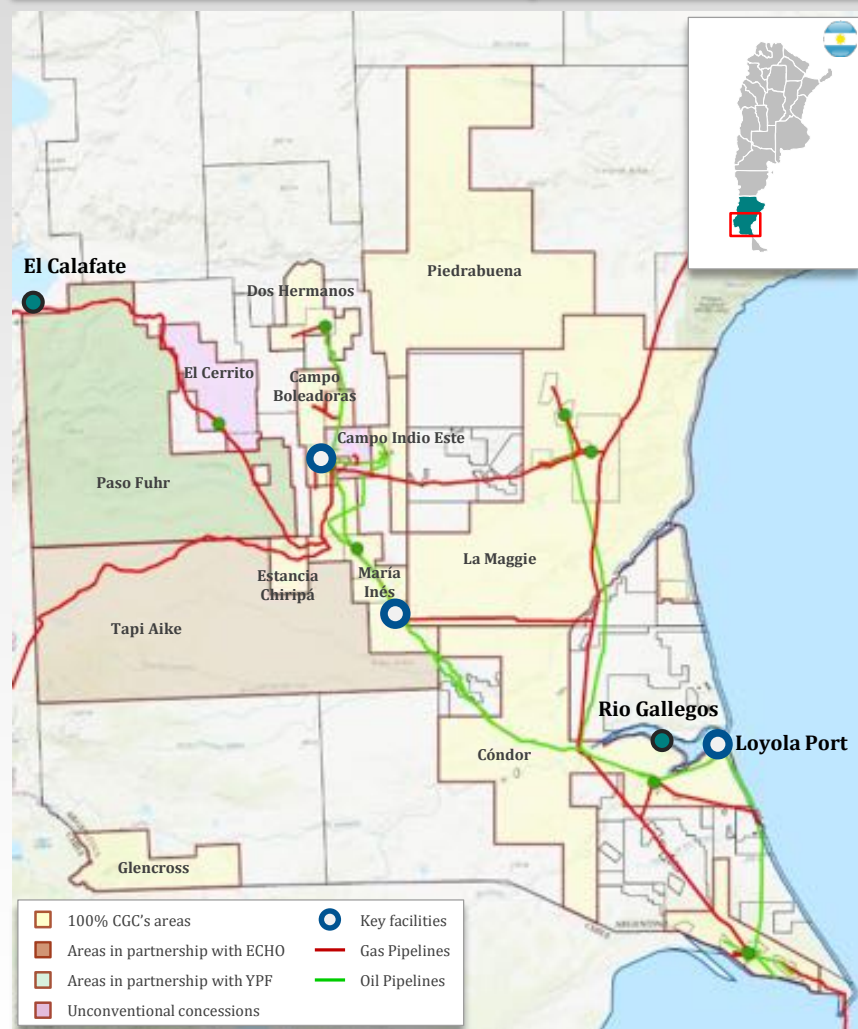 El Calafate
Dos Hermanos
Piedrabuena
El Cerrito
Campo
Boleadoras
Campo Indio Este
Paso Fuhr
La Maggie
Estancia
Chiripá
María
Inés
Tapi Aike
Rio Gallegos
Loyola Port
Cóndor
Glencross
ARGENTINA
CHILE
100% CGC's areas
Key facilities
Areas in partnership with ECHO
Gas Pipelines
Areas in partnership with YPF
Oil Pipelines
Unconventional concessions